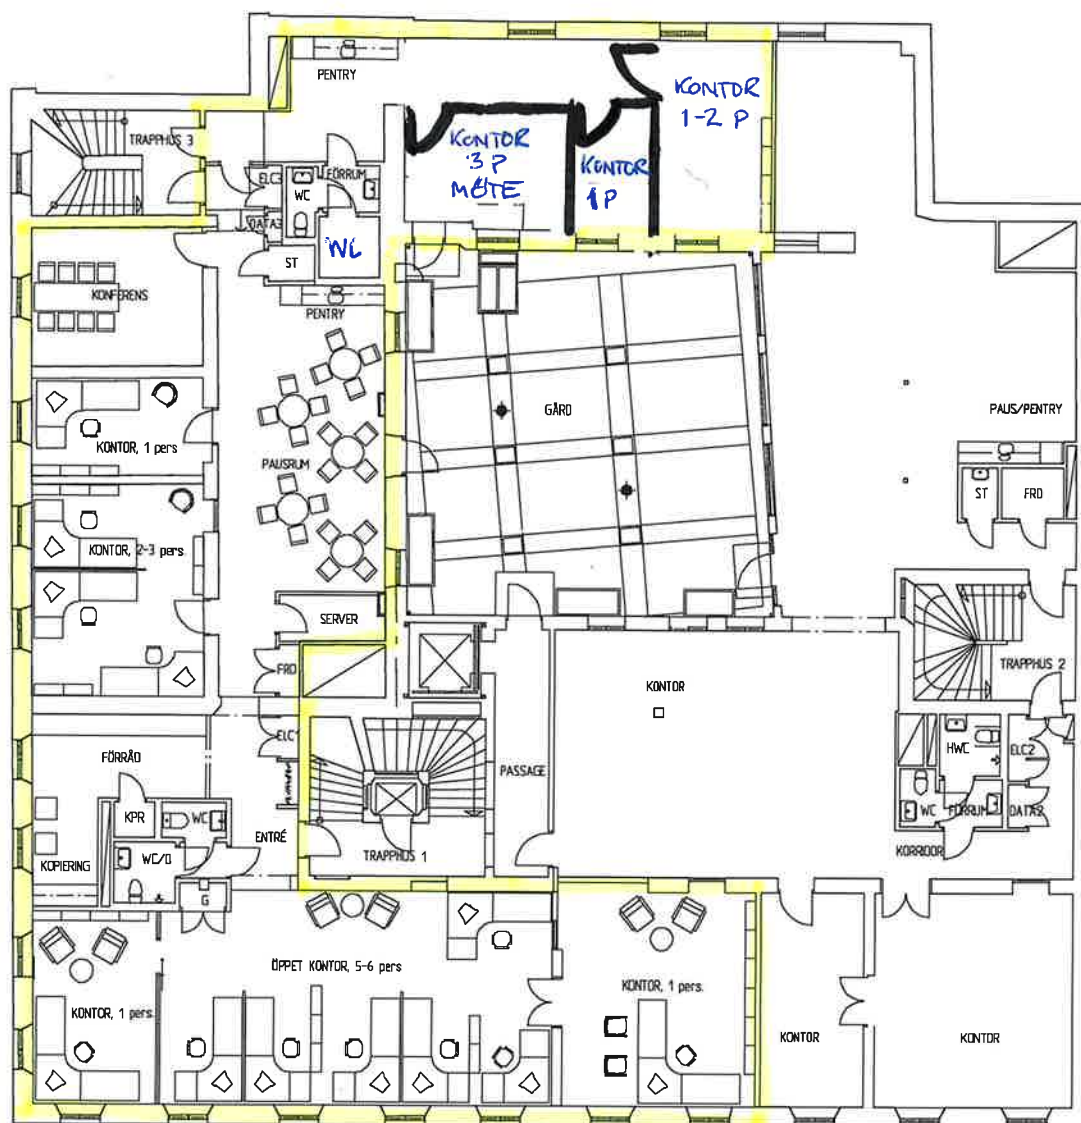 PENTRY
KONTOR
1-2 P
TRAPPHUS 3
KONTOR
3 P
MÖTE
KONTOR
1 P
ELC3
FÖRRUM
WC
DATA3
ST
PENTRY
KONFERENS
GÅRD
PAUS/PENTRY
KONTOR, 1 pers
PAUSRUM
ST
FRD
KONTOR, 2-3 pers.
SERVER
FRD
TRAPPHUS 2
KONTOR
ELC1
FÖRRÅD
PASSAGE
HWC
ELC2
KPR
WC
ENTRÉ
WC
FÖRRUM
DATA2
KOPIERING
WC/D
TRAPPHUS 1
KORRIDOR
G
ÖPPET KONTOR, 5-6 pers
KONTOR, 1 pers.
KONTOR, 1 pers.
KONTOR
KONTOR